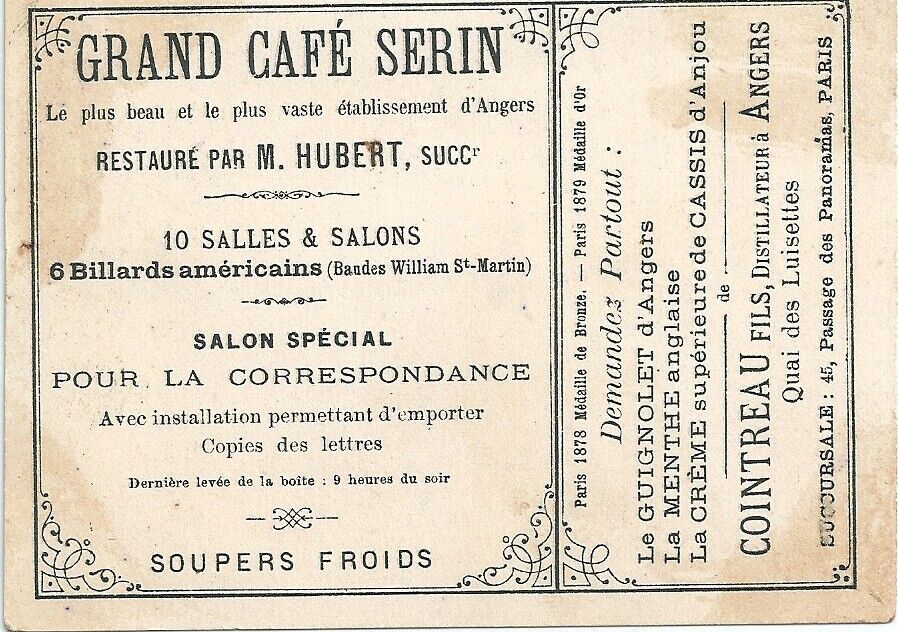 GRAND CAFÉ SERIN
Le plus beau et le plus vaste établissement d'Angers
RESTAURÉ PAR M. HUBERT, SUCCr
10 SALLES & SALONS
6 Billards américains (Bandes William St-Martin)
SALON SPÉCIAL
POUR LA CORRESPONDANCE
Avec installation permettant d'emporter
Copies des lettres
Dernière levée de la boîte : 9 heures du soir
SOUPERS FROIDS
Paris 1878 Médaille de Bronze. — Paris 1879 Médaille d'Or
Demandez Partout :
Le GUIGNOLET d'Angers
La MENTHE anglaise
La CRÈME supérieure de CASSIS d'Anjou
de
COINTREAU FILS, DISTILLATEUR à ANGERS
Quai des Luisettes
SUCCURSALE : 45, Passage des Panoramas, PARIS